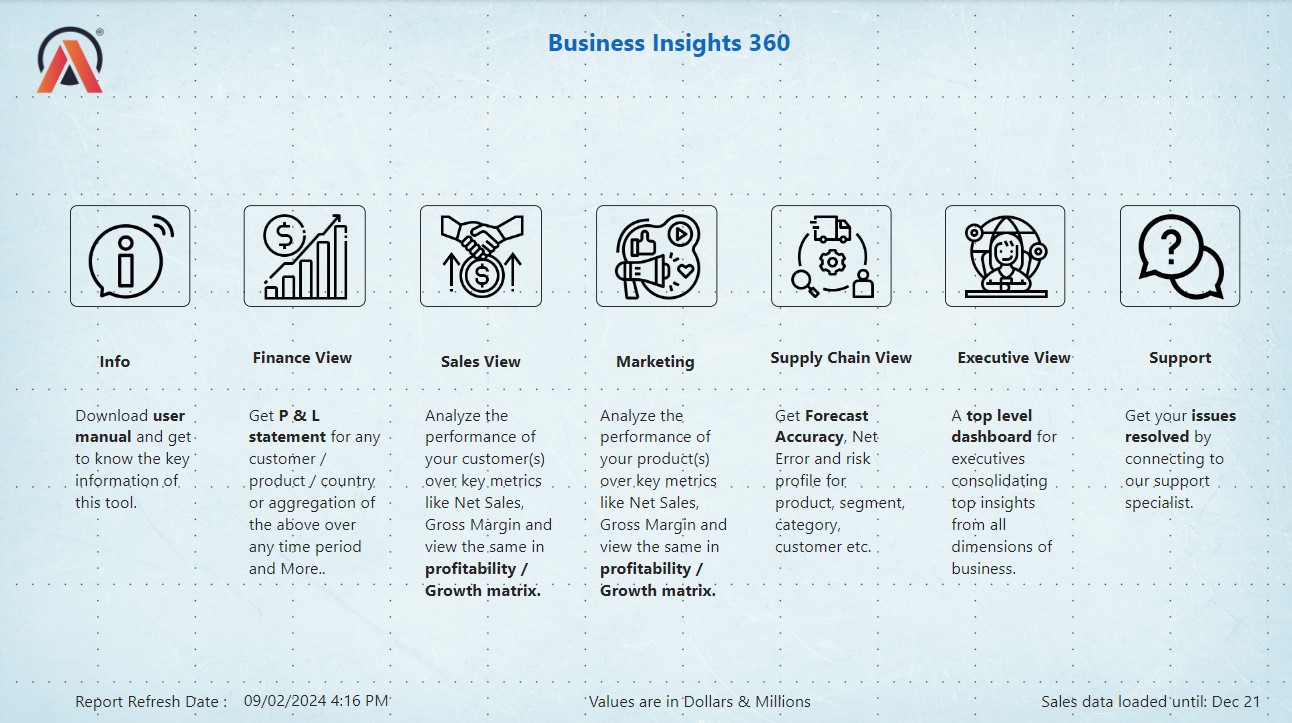 Business Insights 360
Info
Download user
manual and get
to know the key
information of
this tool.
Finance View
Get P & L
statement for any
customer /
product / country
or aggregation of
the above over
any time period
and More..
Sales View
Analyze the
performance of
your customer(s)
over key metrics
like Net Sales,
Gross Margin and
view the same in
profitability /
Growth matrix.
Marketing
Analyze the
performance of
your product(s)
over key metrics
like Net Sales,
Gross Margin and
view the same in
profitability /
Growth matrix.
Supply Chain View
Get Forecast
Accuracy, Net
Error and risk
profile for
product, segment,
category,
customer etc.
Executive View
A top level
dashboard for
executives
consolidating
top insights
from all
dimensions of
business.
Support
Get your issues
resolved by
connecting to
our support
specialist.
Report Refresh Date : 09/02/2024 4:16 PM
Values are in Dollars & Millions
Sales data loaded until: Dec 21